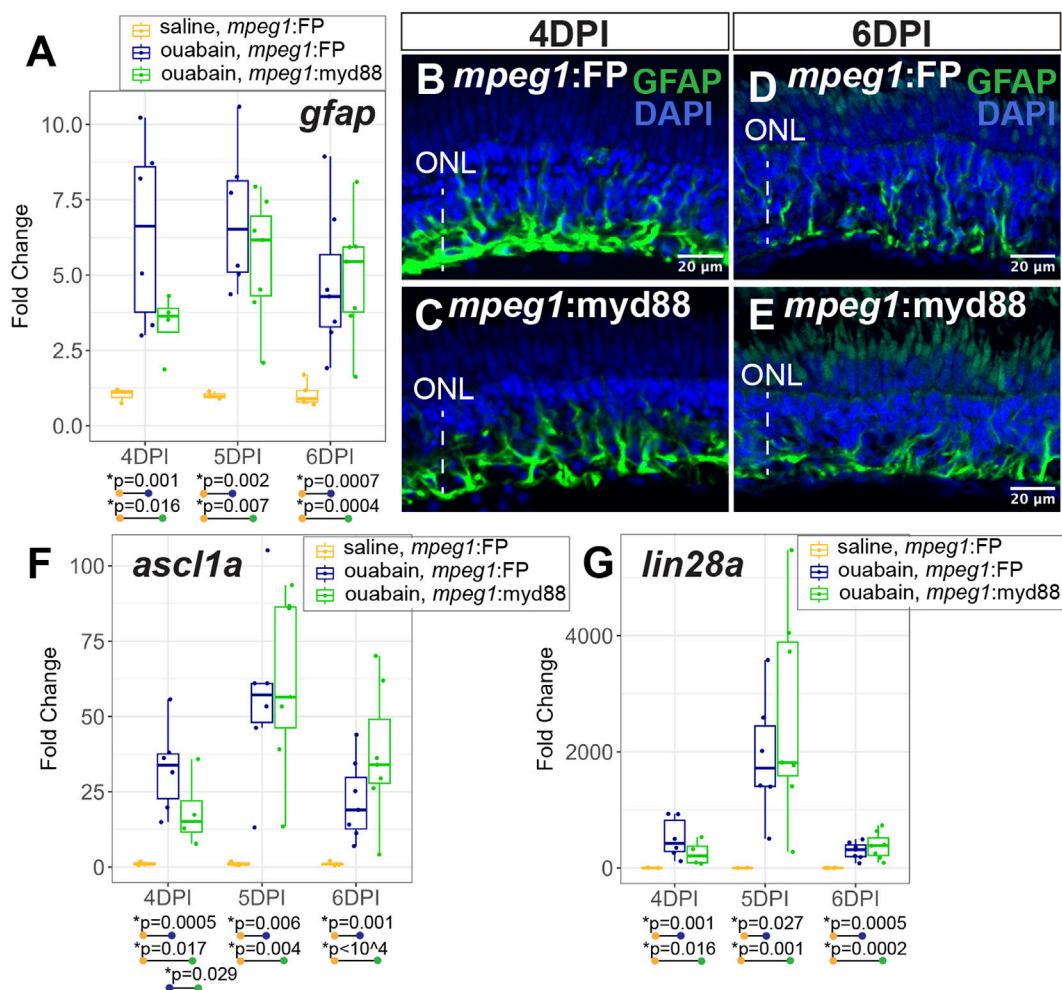 A
saline, mpeg1:FP
ouabain, mpeg1:FP
ouabain, mpeg1:myd88
gfap
Fold Change
10.0
7.5
5.0
2.5
0.0
4DPI
5DPI
6DPI
*p=0.001
*p=0.002
*p=0.0007
*p=0.016
*p=0.007
*p=0.0004
4DPI
6DPI
B mpeg1:FP
GFAP
DAPI
ONL
20 µm
D mpeg1:FP
GFAP
DAPI
ONL
20 µm
C mpeg1:myd88
ONL
E mpeg1:myd88
ONL
20 µm
F
ascl1a
saline, mpeg1:FP
ouabain, mpeg1:FP
ouabain, mpeg1:myd88
Fold Change
100
75
50
25
0
4DPI
5DPI
6DPI
*p=0.0005
*p=0.006
*p=0.001
*p=0.017
*p=0.004
*p<10^4
*p=0.029
G
lin28a
saline, mpeg1:FP
ouabain, mpeg1:FP
ouabain, mpeg1:myd88
Fold Change
4000
2000
0
4DPI
5DPI
6DPI
*p=0.001
*p=0.027
*p=0.0005
*p=0.016
*p=0.001
*p=0.0002